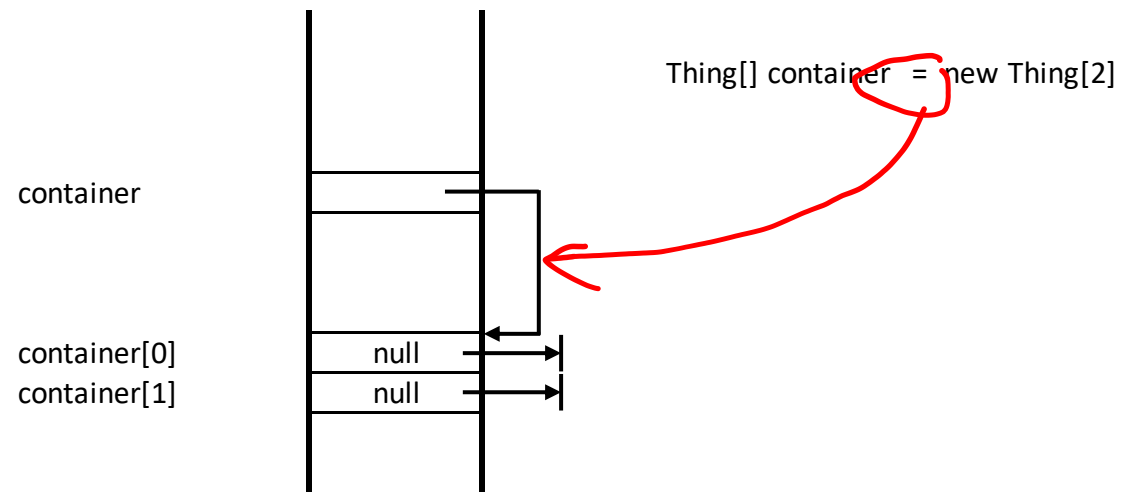 Thing[] container = new Thing[2]
container
container[0] null
container[1] null